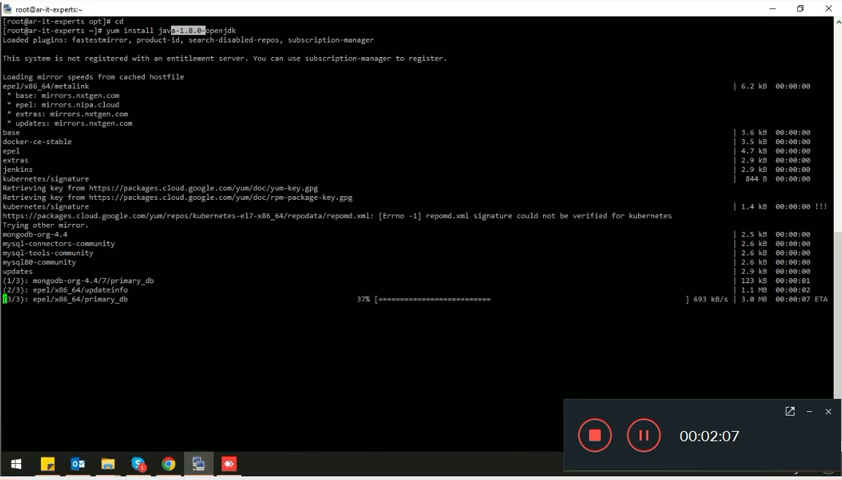 root@ar-it-experts:~
[root@ar-it-experts opt]# cd
[root@ar-it-experts ~]# yum install java-1.8.0-openjdk
Loaded plugins: fastestmirror, product-id, search-disabled-repos, subscription-manager
This system is not registered with an entitlement server. You can use subscription-manager to register.
Loading mirror speeds from cached hostfile
epel/x86_64/metalink | 6.2 kB 00:00:00
* base: mirrors.nxtgen.com
* epel: mirrors.nipa.cloud
* extras: mirrors.nxtgen.com
* updates: mirrors.nxtgen.com
base | 3.6 kB 00:00:00
docker-ce-stable | 3.5 kB 00:00:00
epel | 4.7 kB 00:00:00
extras | 2.9 kB 00:00:00
jenkins | 2.9 kB 00:00:00
kubernetes/signature | 844 B 00:00:00
Retrieving key from https://packages.cloud.google.com/yum/doc/yum-key.gpg
Retrieving key from https://packages.cloud.google.com/yum/doc/rpm-package-key.gpg
kubernetes/signature | 1.4 kB 00:00:00 !!!
https://packages.cloud.google.com/yum/repos/kubernetes-el7-x86_64/repodata/repomd.xml: [Errno -1] repomd.xml signature could not be verified for kubernetes
Trying other mirror.
mongodb-org-4.4 | 2.5 kB 00:00:00
mysql-connectors-community | 2.6 kB 00:00:00
mysql-tools-community | 2.6 kB 00:00:00
mysql80-community | 2.6 kB 00:00:00
updates | 2.9 kB 00:00:00
(1/3): mongodb-org-4.4/7/primary_db | 123 kB 00:00:01
(2/3): epel/x86_64/updateinfo | 1.1 MB 00:00:02
(3/3): epel/x86_64/primary_db 37% [========================== ] 693 kB/s | 3.0 MB 00:00:07 ETA
00:02:07